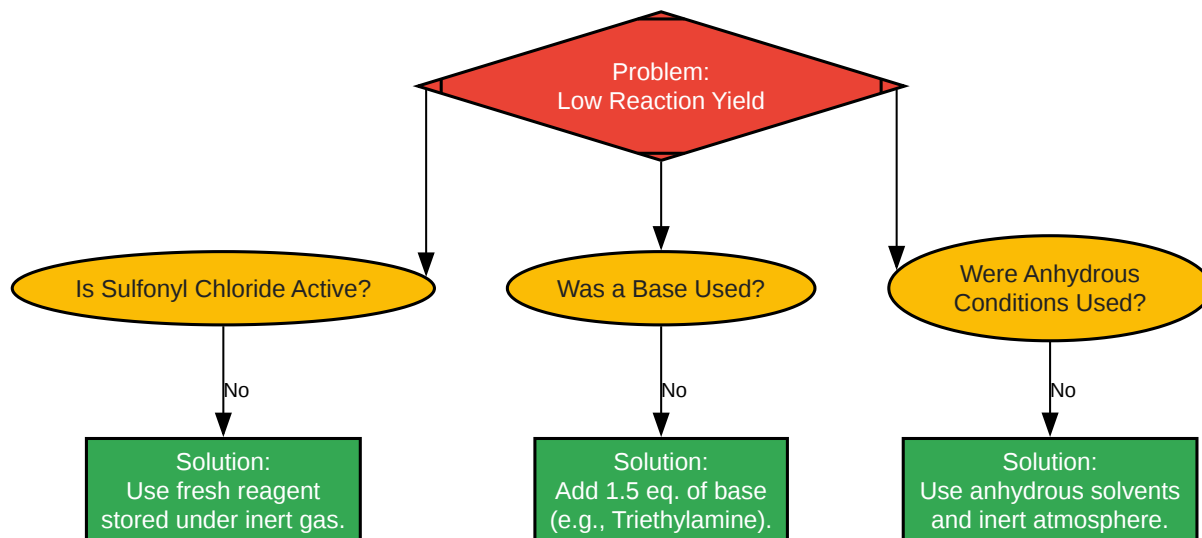 Problem:
Low Reaction Yield
Is Sulfonyl Chloride Active?
Was a Base Used?
Were Anhydrous
Conditions Used?
No
No
No
Solution:
Use fresh reagent
stored under inert gas.
Solution:
Add 1.5 eq. of base
(e.g., Triethylamine).
Solution:
Use anhydrous solvents
and inert atmosphere.